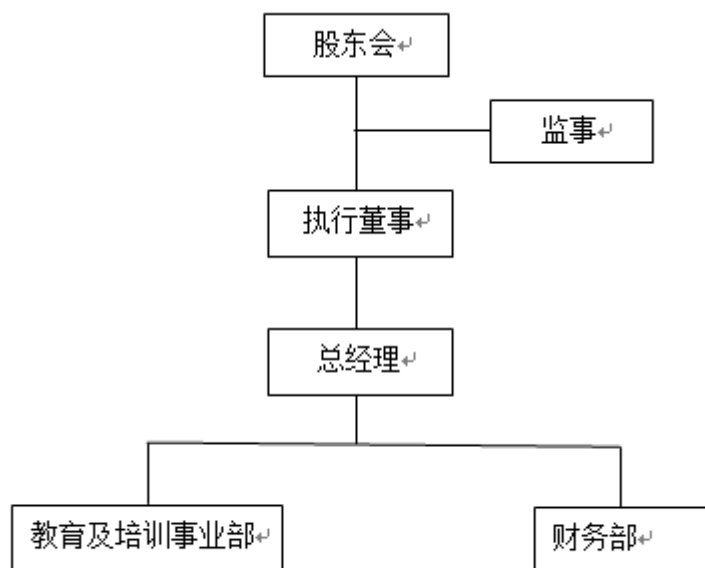 股东会
监事
执行董事
总经理
教育及培训事业部
财务部